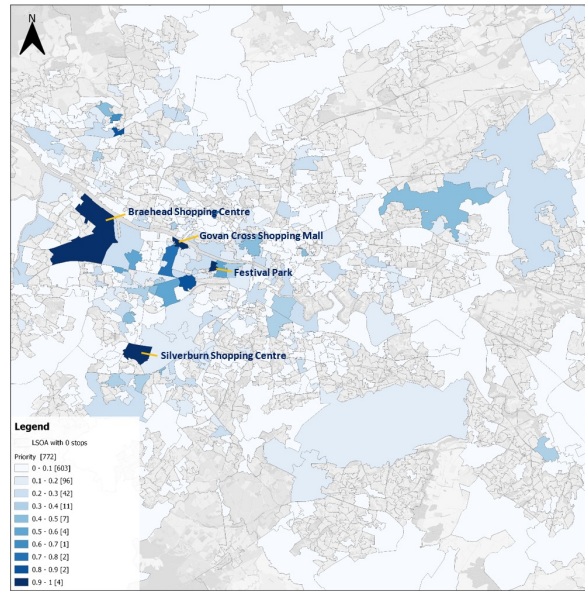 N
Braehead Shopping Centre
Govan Cross Shopping Mall
Festival Park
Silverburn Shopping Centre
Legend
LSOA with 0 stops
Priority [772]
0 - 0.1 [603]
0.1 - 0.2 [96]
0.2 - 0.3 [42]
0.3 - 0.4 [11]
0.4 - 0.5 [7]
0.5 - 0.6 [4]
0.6 - 0.7 [1]
0.7 - 0.8 [2]
0.8 - 0.9 [2]
0.9 - 1 [4]